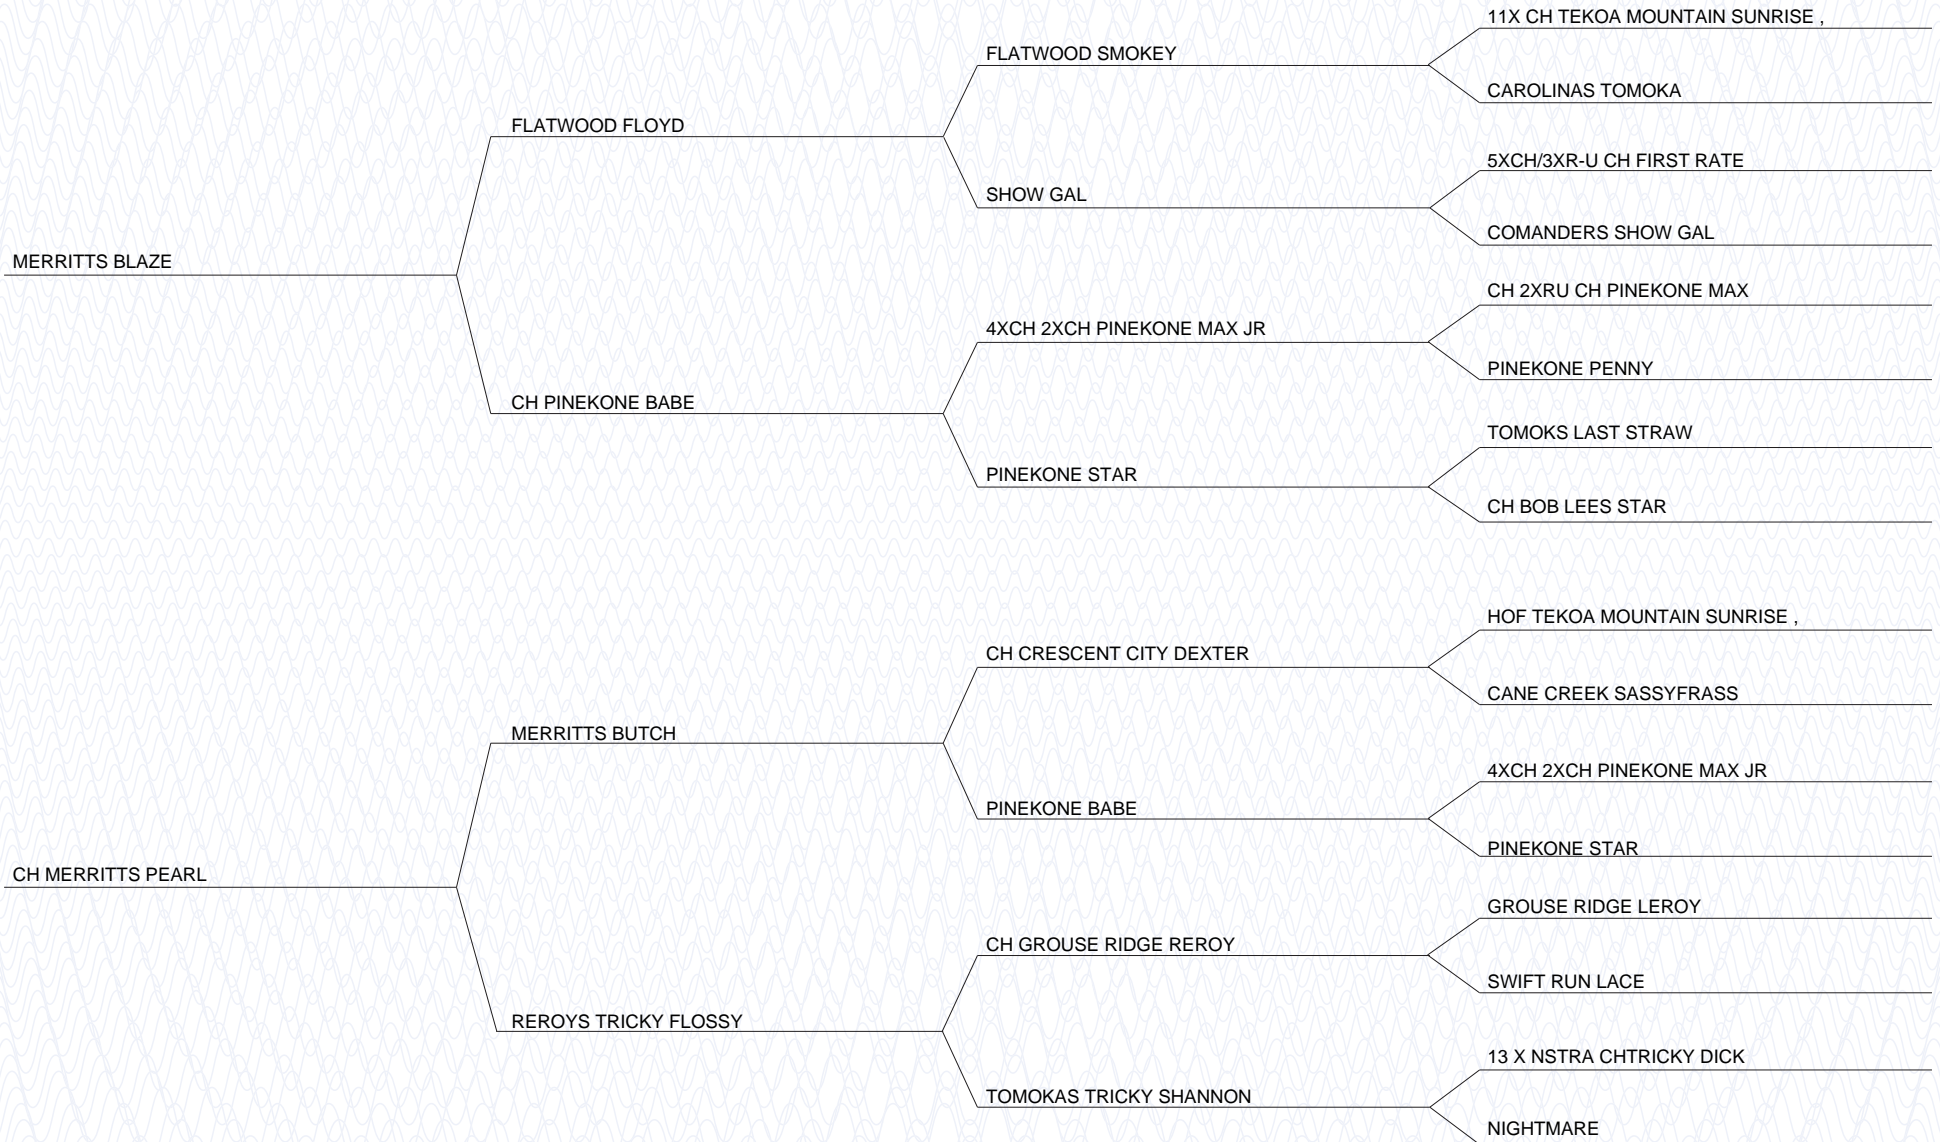 11X CH TEKOA MOUNTAIN SUNRISE ,
FLATWOOD SMOKEY
CAROLINAS TOMOKA
FLATWOOD FLOYD
5XCH/3XR-U CH FIRST RATE
SHOW GAL
COMANDERS SHOW GAL
MERRITTS BLAZE
CH 2XRU CH PINEKONE MAX
4XCH 2XCH PINEKONE MAX JR
PINEKONE PENNY
CH PINEKONE BABE
TOMOKS LAST STRAW
PINEKONE STAR
CH BOB LEES STAR
HOF TEKOA MOUNTAIN SUNRISE ,
CH CRESCENT CITY DEXTER
CANE CREEK SASSYFRASS
MERRITTS BUTCH
4XCH 2XCH PINEKONE MAX JR
PINEKONE BABE
PINEKONE STAR
CH MERRITTS PEARL
GROUSE RIDGE LEROY
CH GROUSE RIDGE REROY
SWIFT RUN LACE
REROYS TRICKY FLOSSY
13 X NSTRA CHTRICKY DICK
TOMOKAS TRICKY SHANNON
NIGHTMARE